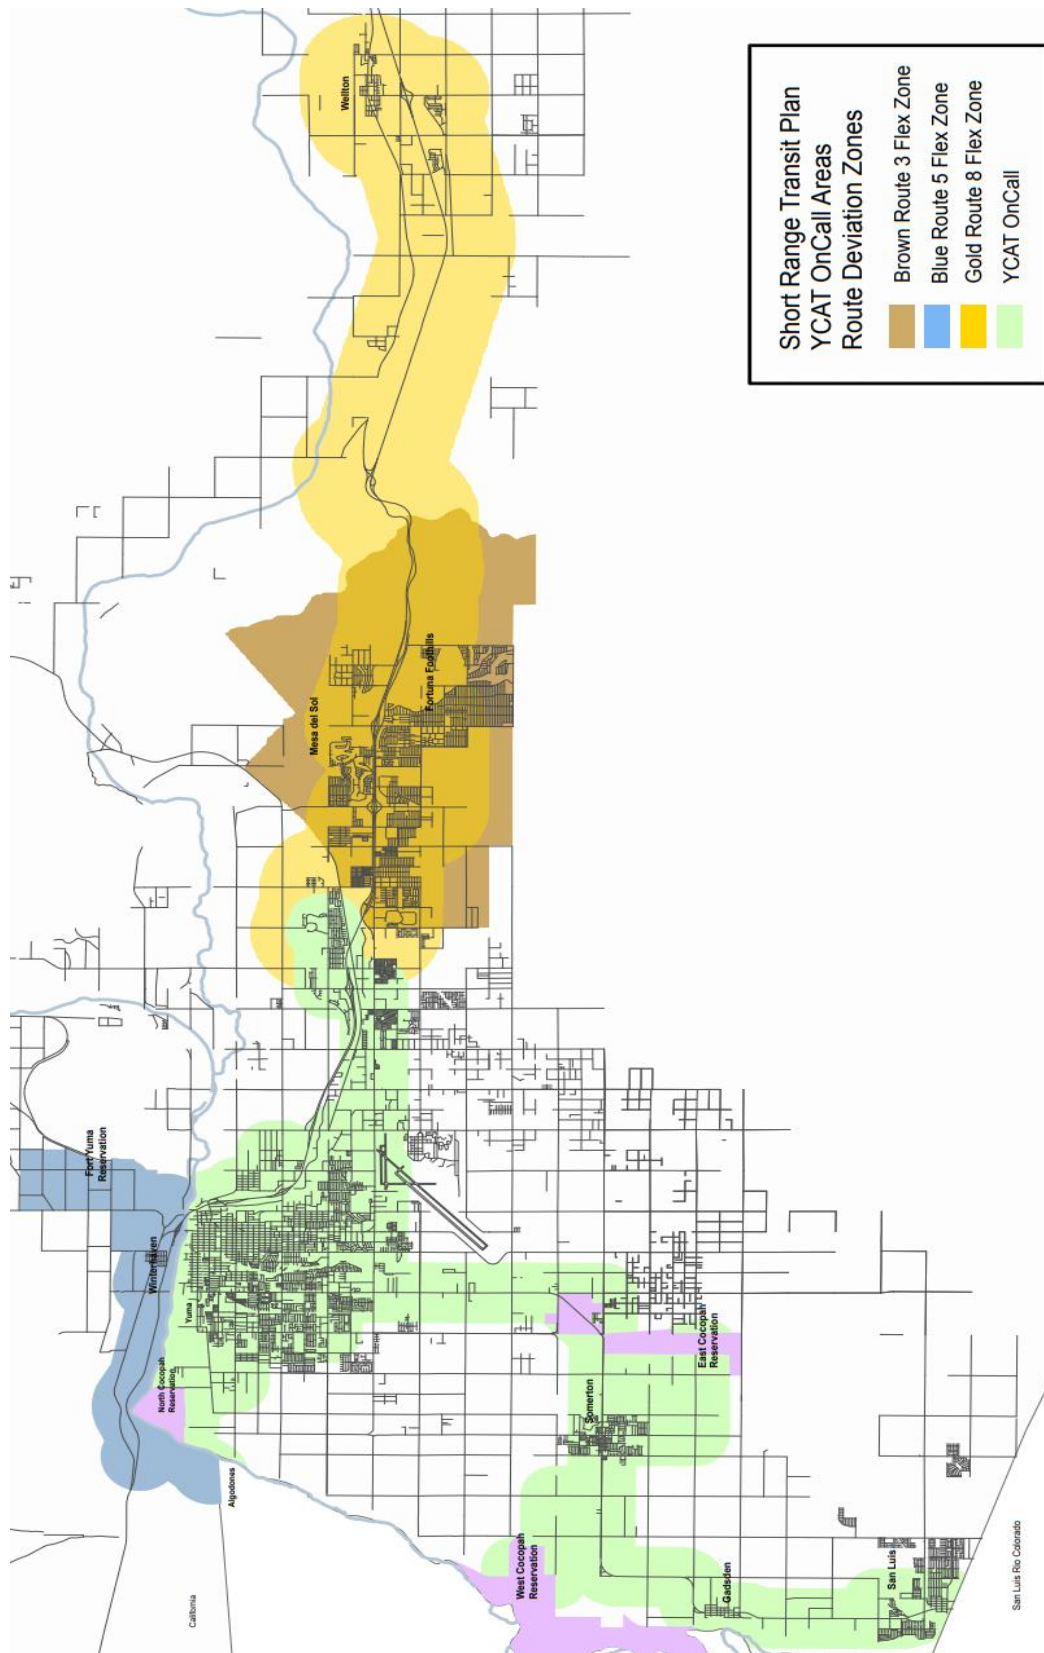 Short Range Transit Plan
YCAT OnCall Areas
Route Deviation Zones
Brown Route 3 Flex Zone
Blue Route 5 Flex Zone
Gold Route 8 Flex Zone
YCAT OnCall
Wellton
Mesa del Sol
Fortuna Foothills
Fort Yuma
Reservation
Winterhaven
Yuma
North Cocopah
Reservation
Algodones
California
East Cocopah
Reservation
Somerton
West Cocopah
Reservation
Gadsden
San Luis
San Luis Rio Colorado